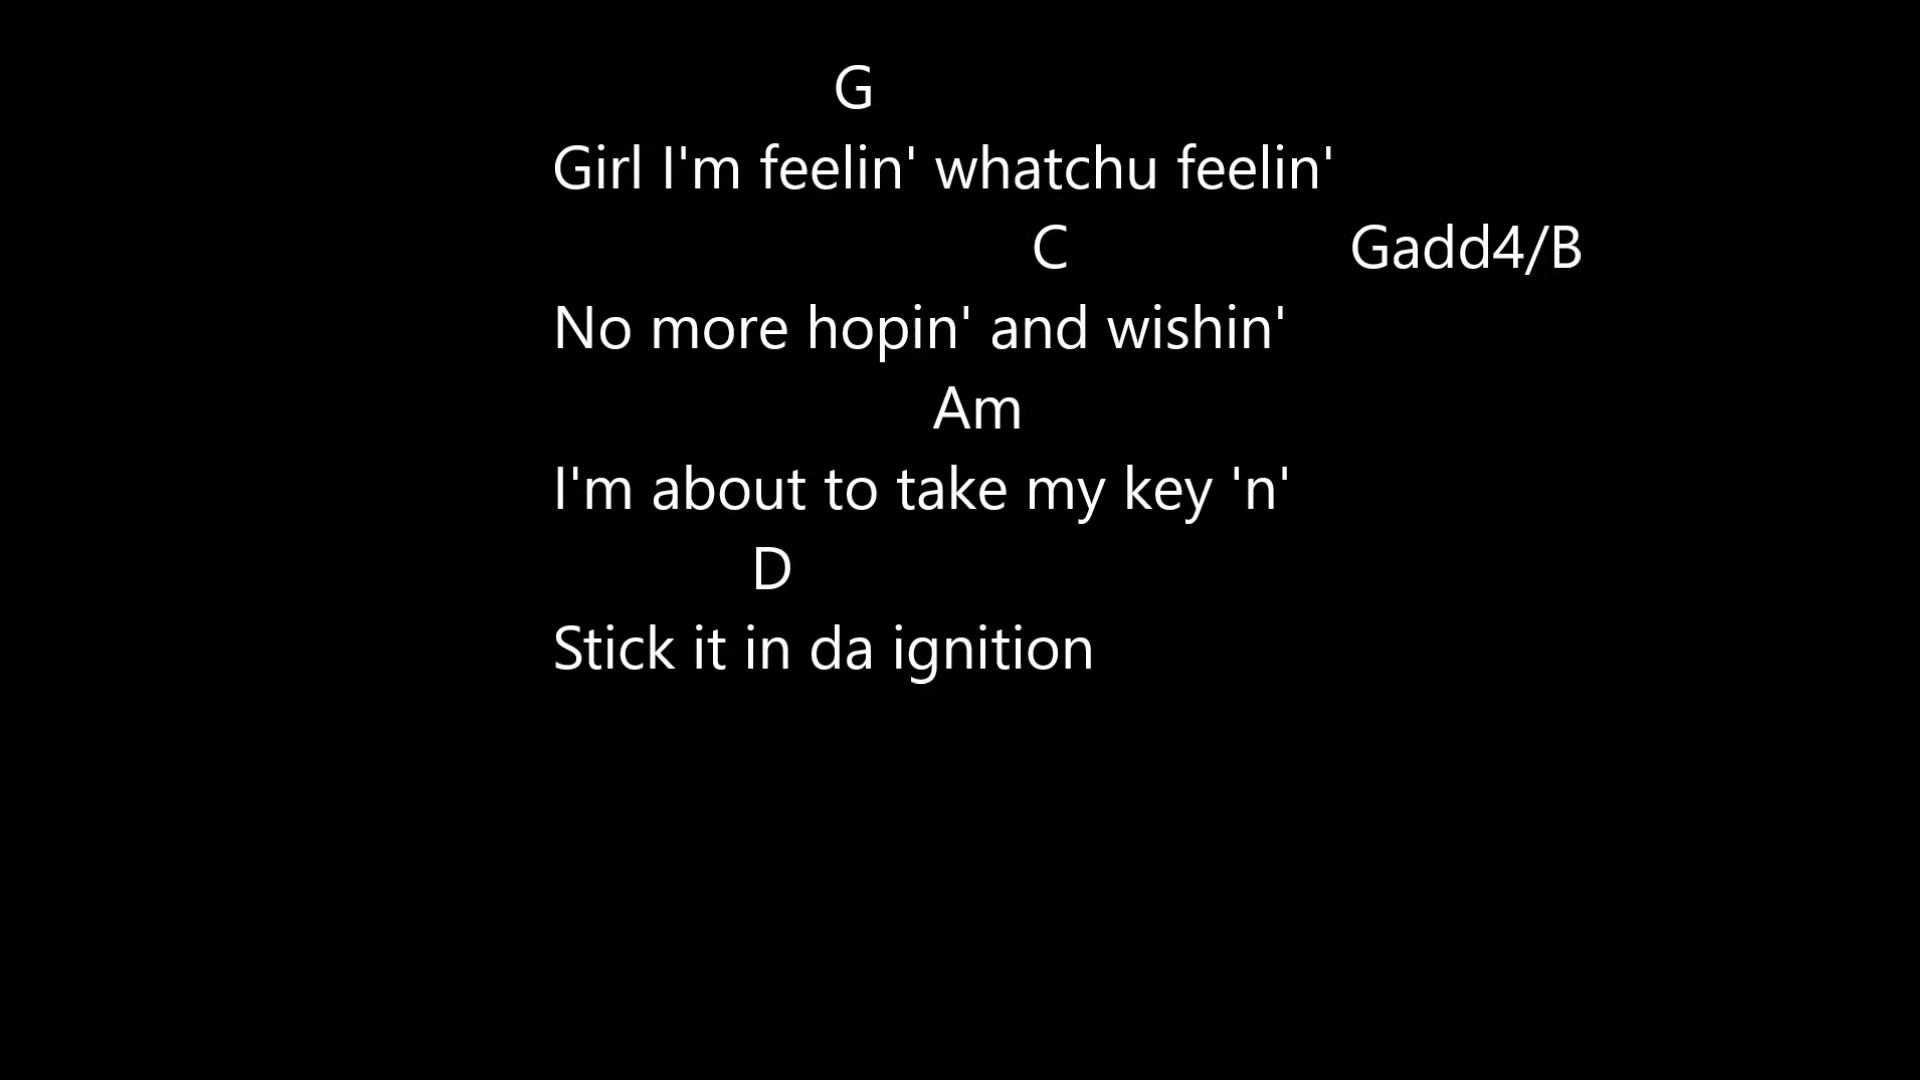 G
Girl I'm feelin' whatchu feelin'
C Gadd4/B
No more hopin' and wishin'
Am
I'm about to take my key 'n'
D
Stick it in da ignition